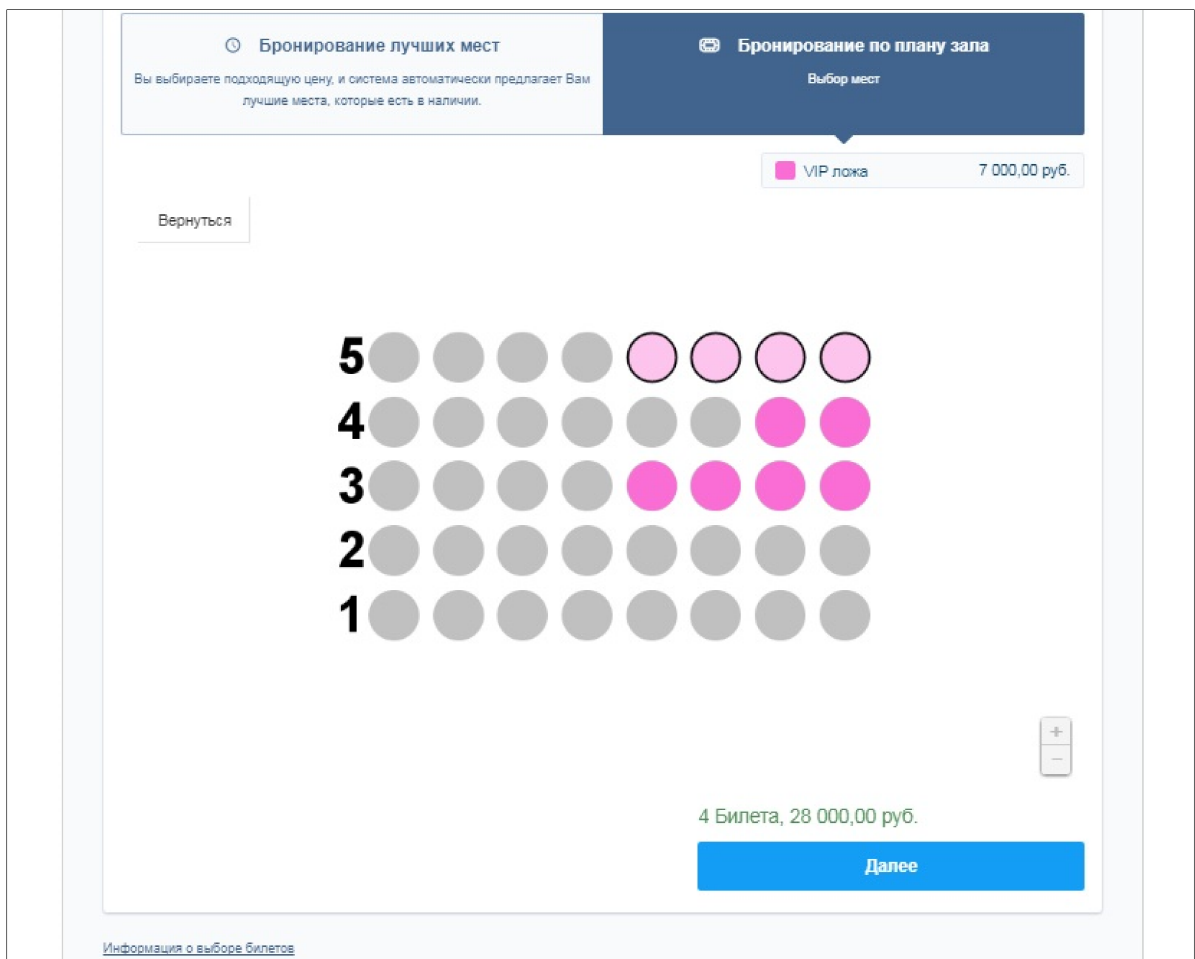 Бронирование лучших мест
Вы выбираете подходящую цену, и система автоматически предлагает Вам
лучшие места, которые есть в наличии.
Бронирование по плану зала
Выбор мест
VIP ложа 7 000,00 руб.
Вернуться
5
4
3
2
1
+
−
4 Билета, 28 000,00 руб.
Далее
Информация о выборе билетов